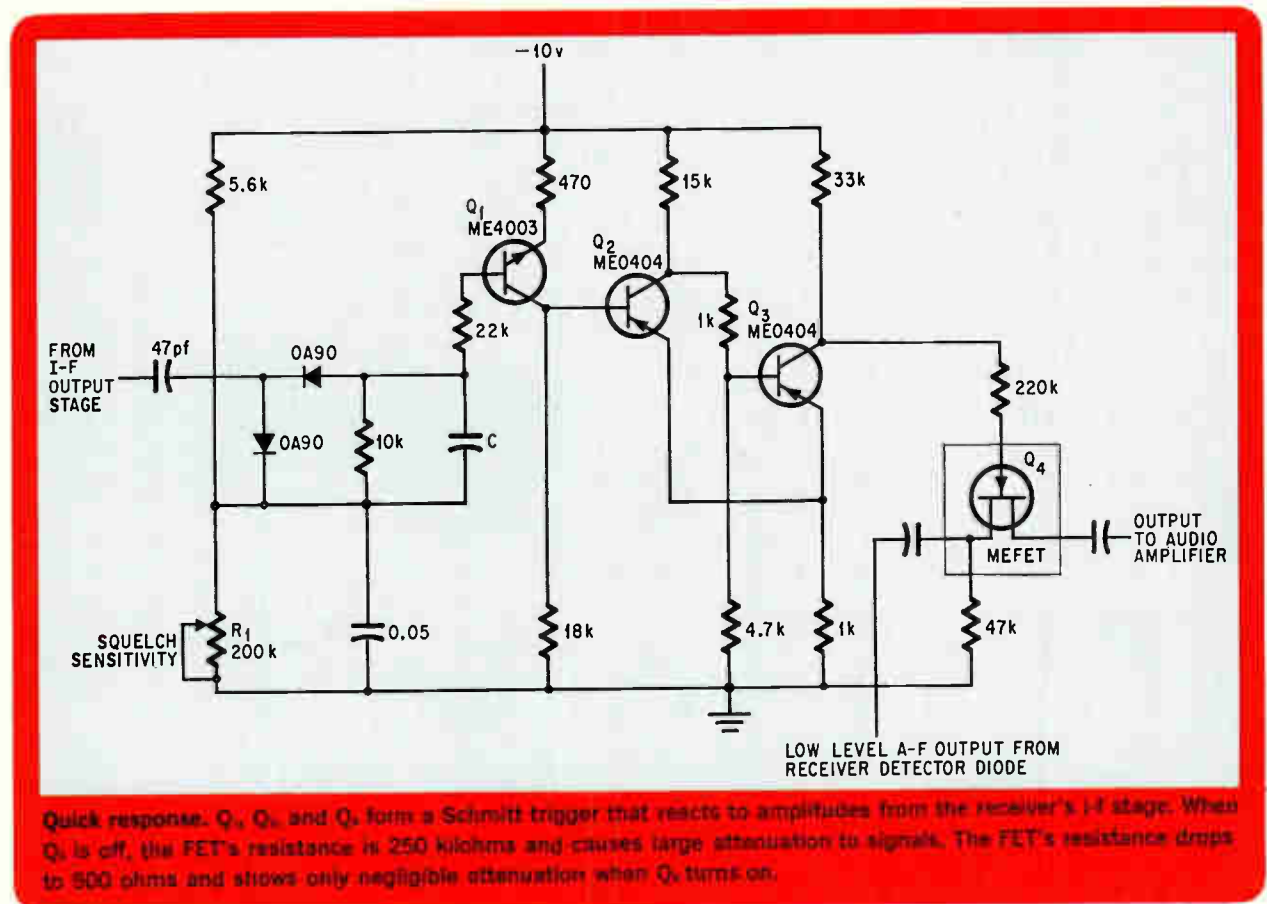 −10v
5.6k
470
15k
33k
Q1
ME4003
Q2
ME0404
Q3
ME0404
22k
1k
FROM
I-F
OUTPUT
STAGE
47pf
OA90
OA90
10k
C
220k
Q4
MEFET
OUTPUT
TO AUDIO
AMPLIFIER
SQUELCH
SENSITIVITY
R1
200k
0.05
18k
4.7k
1k
47k
LOW LEVEL A-F OUTPUT FROM
RECEIVER DETECTOR DIODE
Quick response. Q₁, Q₂, and Q₃ form a Schmitt trigger that reacts to amplitudes from the receiver's i-f stage. When
Q₃ is off, the FET's resistance is 250 kilohms and causes large attenuation to signals. The FET's resistance drops
to 500 ohms and shows only negligible attenuation when Q₃ turns on.